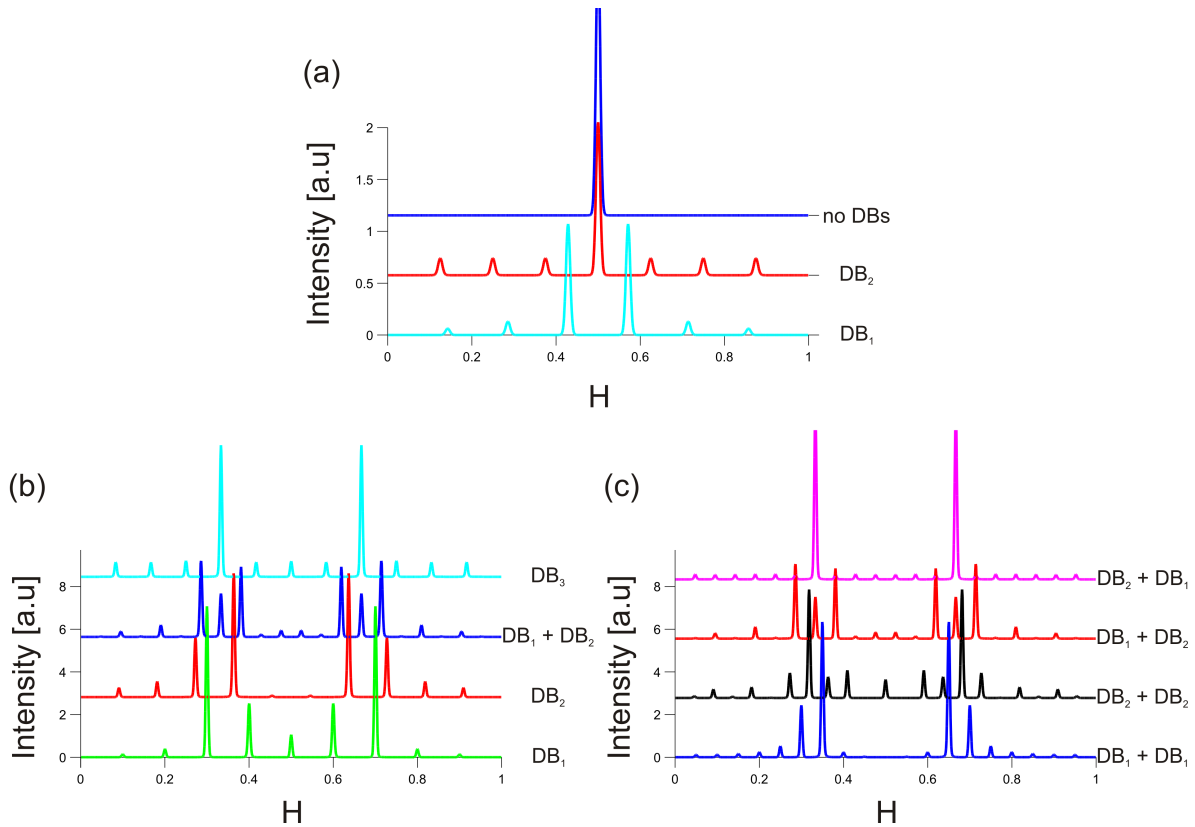 (a)
Intensity [a.u]
2
1.5
1
0.5
0
no DBs
DB₂
DB₁
0 0.2 0.4 0.6 0.8 1
H
(b)
Intensity [a.u]
8
6
4
2
0
DB₃
DB₁ + DB₂
DB₂
DB₁
0 0.2 0.4 0.6 0.8 1
H
(c)
Intensity [a.u]
8
6
4
2
0
DB₂ + DB₁
DB₁ + DB₂
DB₂ + DB₂
DB₁ + DB₁
0 0.2 0.4 0.6 0.8 1
H